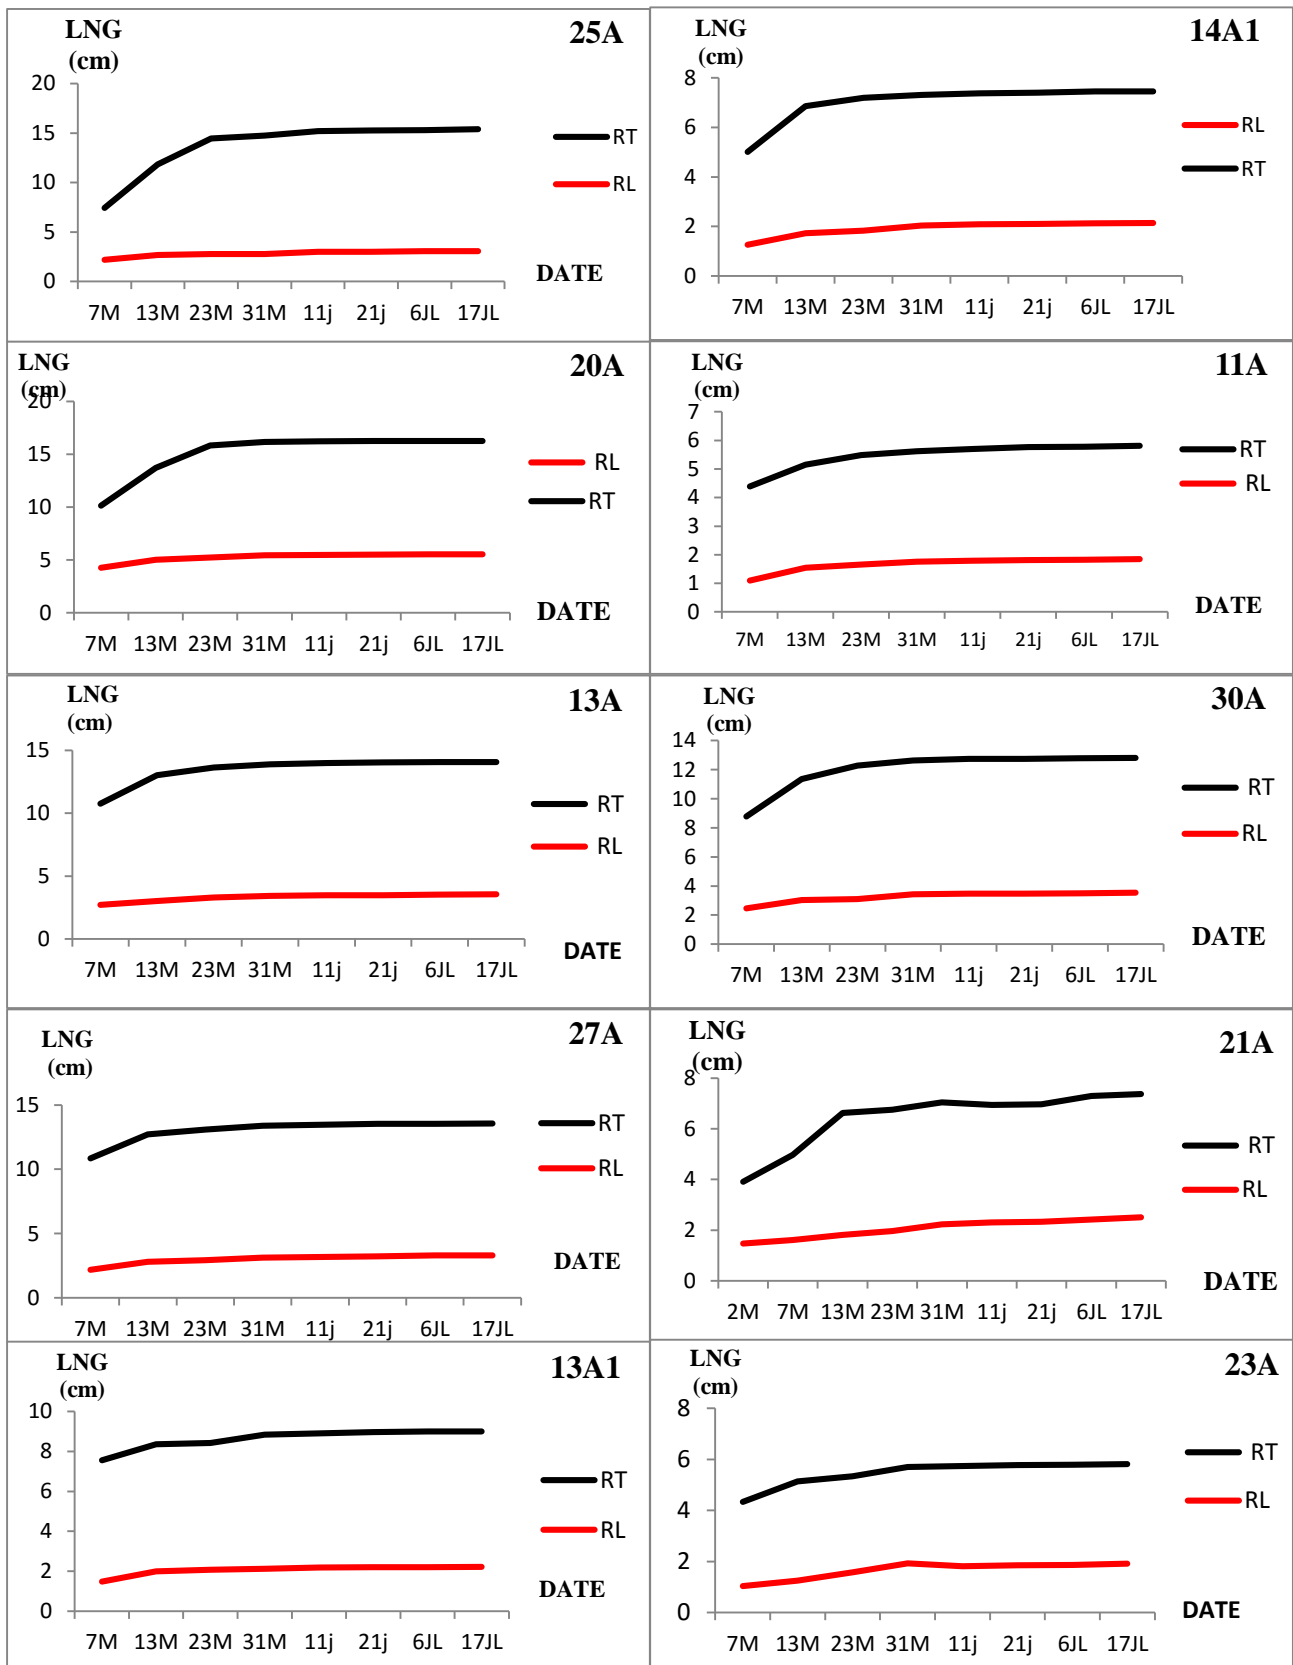 LNG
(cm)
25A
20
15
10
5
0
RT
RL
DATE
7M 13M 23M 31M 11j 21j 6JL 17JL
LNG
(cm)
14A1
8
6
4
2
0
RL
RT
7M 13M 23M 31M 11j 21j 6JL 17JL
LNG
(cm)
20A
20
15
10
5
0
RL
RT
DATE
7M 13M 23M 31M 11j 21j 6JL 17JL
LNG
(cm)
11A
7
6
5
4
3
2
1
0
RT
RL
DATE
7M 13M 23M 31M 11j 21j 6JL 17JL
LNG
(cm)
13A
15
10
5
0
RT
RL
DATE
7M 13M 23M 31M 11j 21j 6JL 17JL
LNG
(cm)
30A
14
12
10
8
6
4
2
0
RT
RL
DATE
7M 13M 23M 31M 11j 21j 6JL 17JL
LNG
(cm)
27A
15
10
5
0
RT
RL
DATE
7M 13M 23M 31M 11j 21j 6JL 17JL
LNG
(cm)
21A
8
6
4
2
0
RT
RL
DATE
2M 7M 13M 23M 31M 11j 21j 6JL 17JL
LNG
(cm)
13A1
10
8
6
4
2
0
RT
RL
DATE
7M 13M 23M 31M 11j 21j 6JL 17JL
LNG
(cm)
23A
8
6
4
2
0
RT
RL
DATE
7M 13M 23M 31M 11j 21j 6JL 17JL